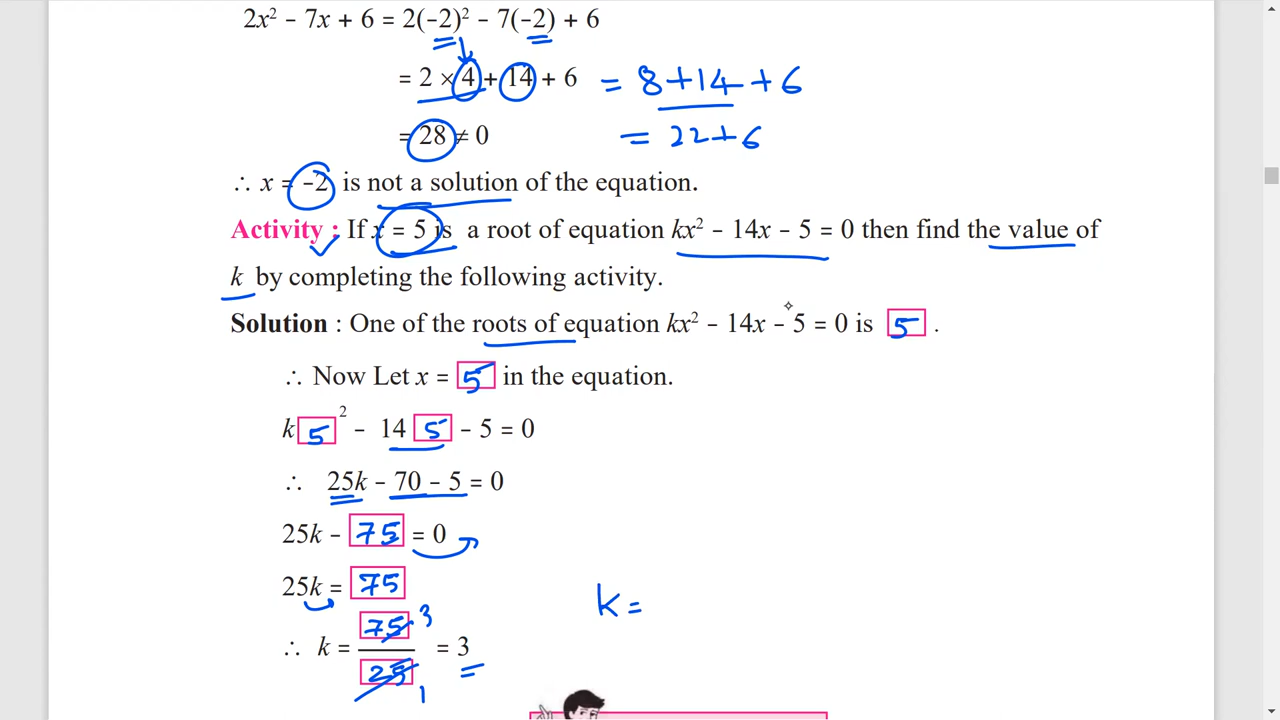 2x² − 7x + 6 = 2(−2)² − 7(−2) + 6
= 2 × 4 + 14 + 6 = 8 + 14 + 6
= 28 ≠ 0 = 22 + 6
∴ x = −2 is not a solution of the equation.
Activity : If x = 5 is a root of equation kx² − 14x − 5 = 0 then find the value of
k by completing the following activity.
Solution : One of the roots of equation kx² − 14x − 5 = 0 is 5 .
∴ Now Let x = 5 in the equation.
k 5 ² − 14 5 − 5 = 0
∴ 25k − 70 − 5 = 0
25k − 75 = 0
25k = 75
k =
75 3
∴ k = = 3
25 1